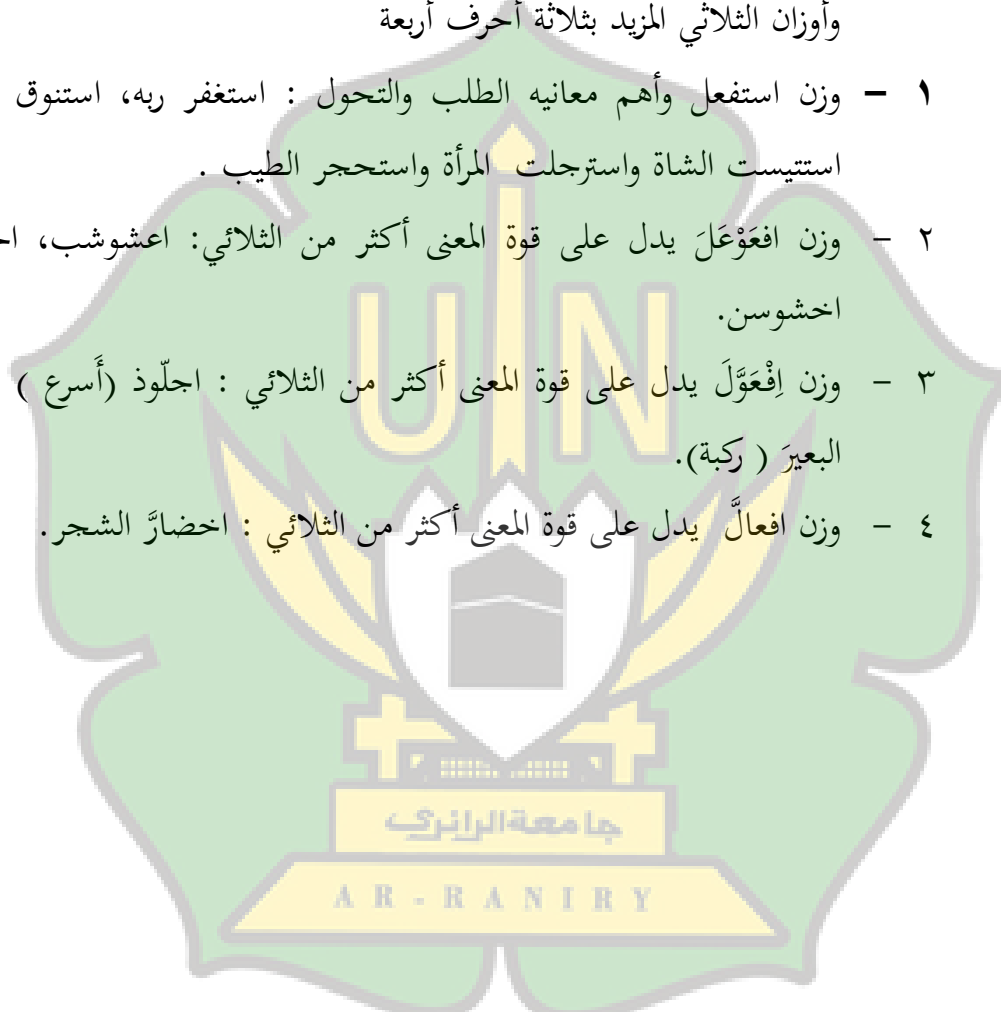 وأوزان الثلاثي المزيد بثلاثة أحرف أربعة
١ – وزن استفعل وأهم معانيه الطلب والتحول : استغفر ربه، استنوق
استتيست الشاة واسترجلت المرأة واستحجر الطيب .
٢ – وزن افعَوْعَلَ يدل على قوة المعنى أكثر من الثلائي: اعشوشب،
اخشوسن.
٣ – وزن اِفْعَوَّلَ يدل على قوة المعنى أكثر من الثلائي : اجلّوذ (أَسرع )
البعيرَ ( ركبة).
٤ – وزن افعالَّ يدل على قوة المعنى أكثر من الثلائي : اخضارَّ الشجر.
UIN
جامعة الرانري
AR-RANIRY